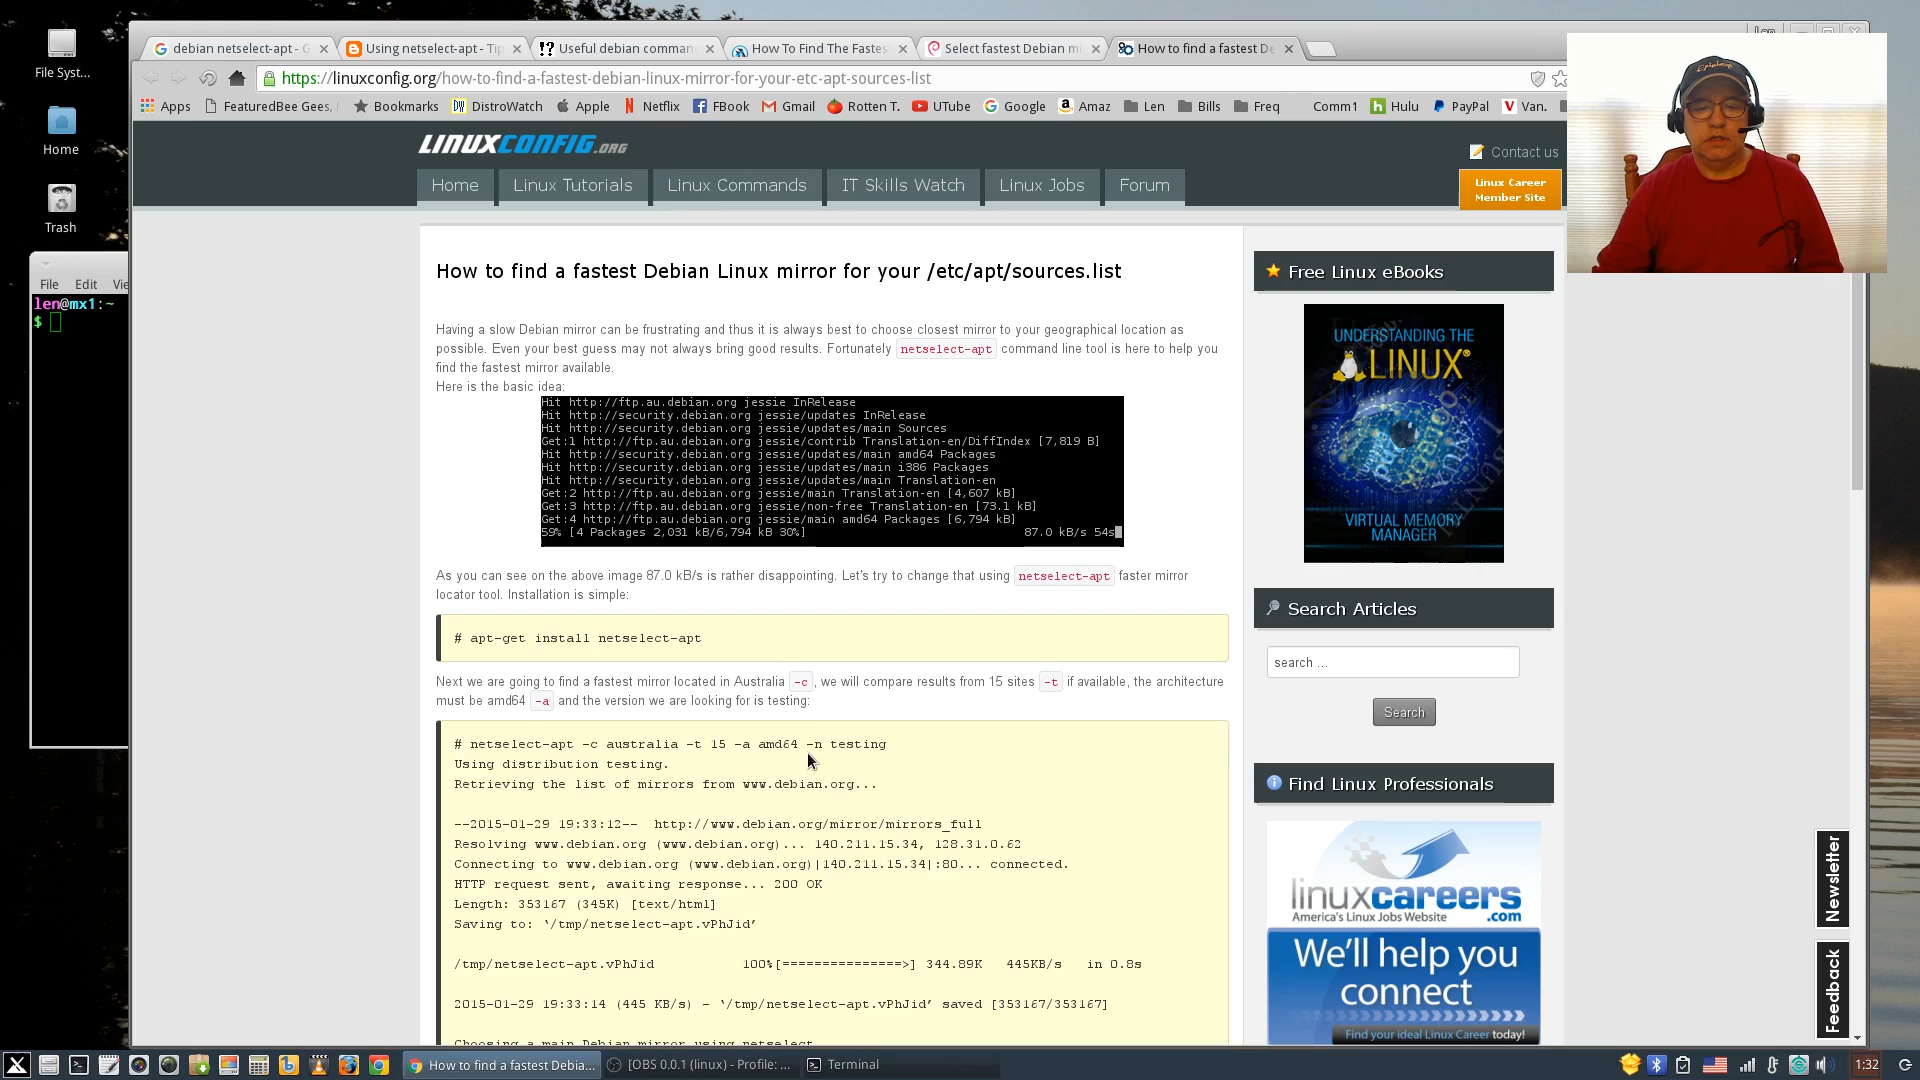 File Sys...
Home
Trash
File Edit Vie
len@mx1:~
$
debian netselect-apt - G
Using netselect-apt - Tip
Useful debian comman
How To Find The Fastes
Select fastest Debian mi
How to find a fastest De
https://linuxconfig.org/how-to-find-a-fastest-debian-linux-mirror-for-your-etc-apt-sources-list
Apps FeaturedBee Gees, Bookmarks DistroWatch Apple Netflix FBook Gmail Rotten T. UTube Google Amaz Len Bills Freq Comm1 Hulu PayPal Van.
LINUXCONFIG.ORG
Contact us
Home Linux Tutorials Linux Commands IT Skills Watch Linux Jobs Forum
Linux Career
Member Site
How to find a fastest Debian Linux mirror for your /etc/apt/sources.list
Having a slow Debian mirror can be frustrating and thus it is always best to choose closest mirror to your geographical location as
possible. Even your best guess may not always bring good results. Fortunately netselect-apt command line tool is here to help you
find the fastest mirror available.
Here is the basic idea:
Hit http://ftp.au.debian.org jessie InRelease
Hit http://security.debian.org jessie/updates InRelease
Hit http://security.debian.org jessie/updates/main Sources
Get:1 http://ftp.au.debian.org jessie/contrib Translation-en/DiffIndex [7,819 B]
Hit http://security.debian.org jessie/updates/main amd64 Packages
Hit http://security.debian.org jessie/updates/main i386 Packages
Hit http://security.debian.org jessie/updates/main Translation-en
Get:2 http://ftp.au.debian.org jessie/main Translation-en [4,607 kB]
Get:3 http://ftp.au.debian.org jessie/non-free Translation-en [73.1 kB]
Get:4 http://ftp.au.debian.org jessie/main amd64 Packages [6,794 kB]
59% [4 Packages 2,031 kB/6,794 kB 30%] 87.0 kB/s 54s
As you can see on the above image 87.0 kB/s is rather disappointing. Let's try to change that using netselect-apt faster mirror
locator tool. Installation is simple:
# apt-get install netselect-apt
Next we are going to find a fastest mirror located in Australia -c, we will compare results from 15 sites -t if available, the architecture
must be amd64 -a and the version we are looking for is testing:
# netselect-apt -c australia -t 15 -a amd64 -n testing
Using distribution testing.
Retrieving the list of mirrors from www.debian.org...
--2015-01-29 19:33:12-- http://www.debian.org/mirror/mirrors_full
Resolving www.debian.org (www.debian.org)... 140.211.15.34, 128.31.0.62
Connecting to www.debian.org (www.debian.org)|140.211.15.34|:80... connected.
HTTP request sent, awaiting response... 200 OK
Length: 353167 (345K) [text/html]
Saving to: ‘/tmp/netselect-apt.vPhJid’
/tmp/netselect-apt.vPhJid 100%[===============>] 344.89K 445KB/s in 0.8s
2015-01-29 19:33:14 (445 KB/s) - ‘/tmp/netselect-apt.vPhJid’ saved [353167/353167]
Choosing a main Debian mirror using netselect.
Free Linux eBooks
UNDERSTANDING THE
LINUX®
VIRTUAL MEMORY
MANAGER
Search Articles
search ...
Search
Find Linux Professionals
linuxcareers
.com
America's Linux Jobs Website
We'll help you
connect
Find your ideal Linux Career today!
Newsletter
Feedback
How to find a fastest Debia...
[OBS 0.0.1 (linux) - Profile: ...
Terminal
1:32